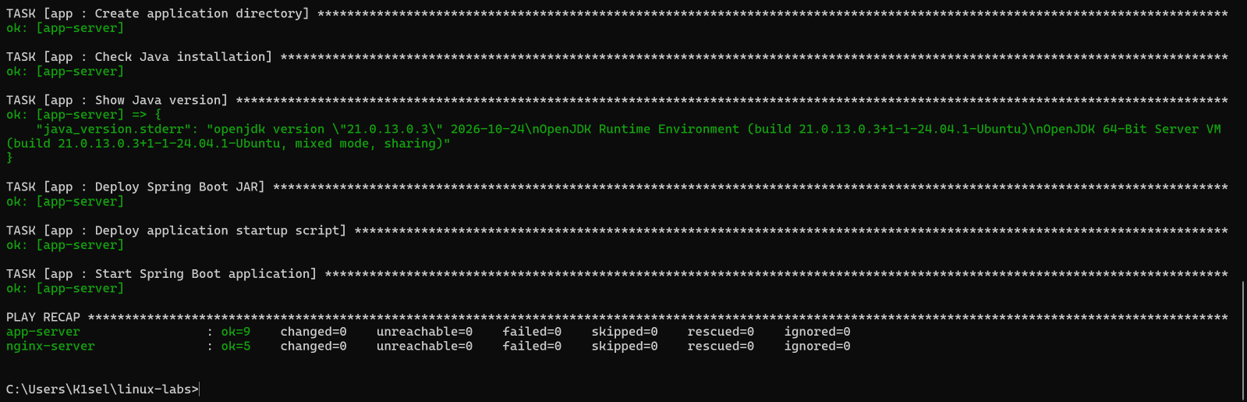 TASK [app : Create application directory] ***************************************************************************************************************************
ok: [app-server]
TASK [app : Check Java installation] ********************************************************************************************************************************
ok: [app-server]
TASK [app : Show Java version] **************************************************************************************************************************************
ok: [app-server] => {
    "java_version.stderr": "openjdk version \"21.0.13.0.3\" 2026-10-24\nOpenJDK Runtime Environment (build 21.0.13.0.3+1-1-24.04.1-Ubuntu)\nOpenJDK 64-Bit Server VM
(build 21.0.13.0.3+1-1-24.04.1-Ubuntu, mixed mode, sharing)"
}
TASK [app : Deploy Spring Boot JAR] *********************************************************************************************************************************
ok: [app-server]
TASK [app : Deploy application startup script] **********************************************************************************************************************
ok: [app-server]
TASK [app : Start Spring Boot application] **************************************************************************************************************************
ok: [app-server]
PLAY RECAP **********************************************************************************************************************************************************
app-server                 : ok=9    changed=0    unreachable=0    failed=0    skipped=0    rescued=0    ignored=0
nginx-server               : ok=5    changed=0    unreachable=0    failed=0    skipped=0    rescued=0    ignored=0
C:\Users\K1sel\linux-labs>